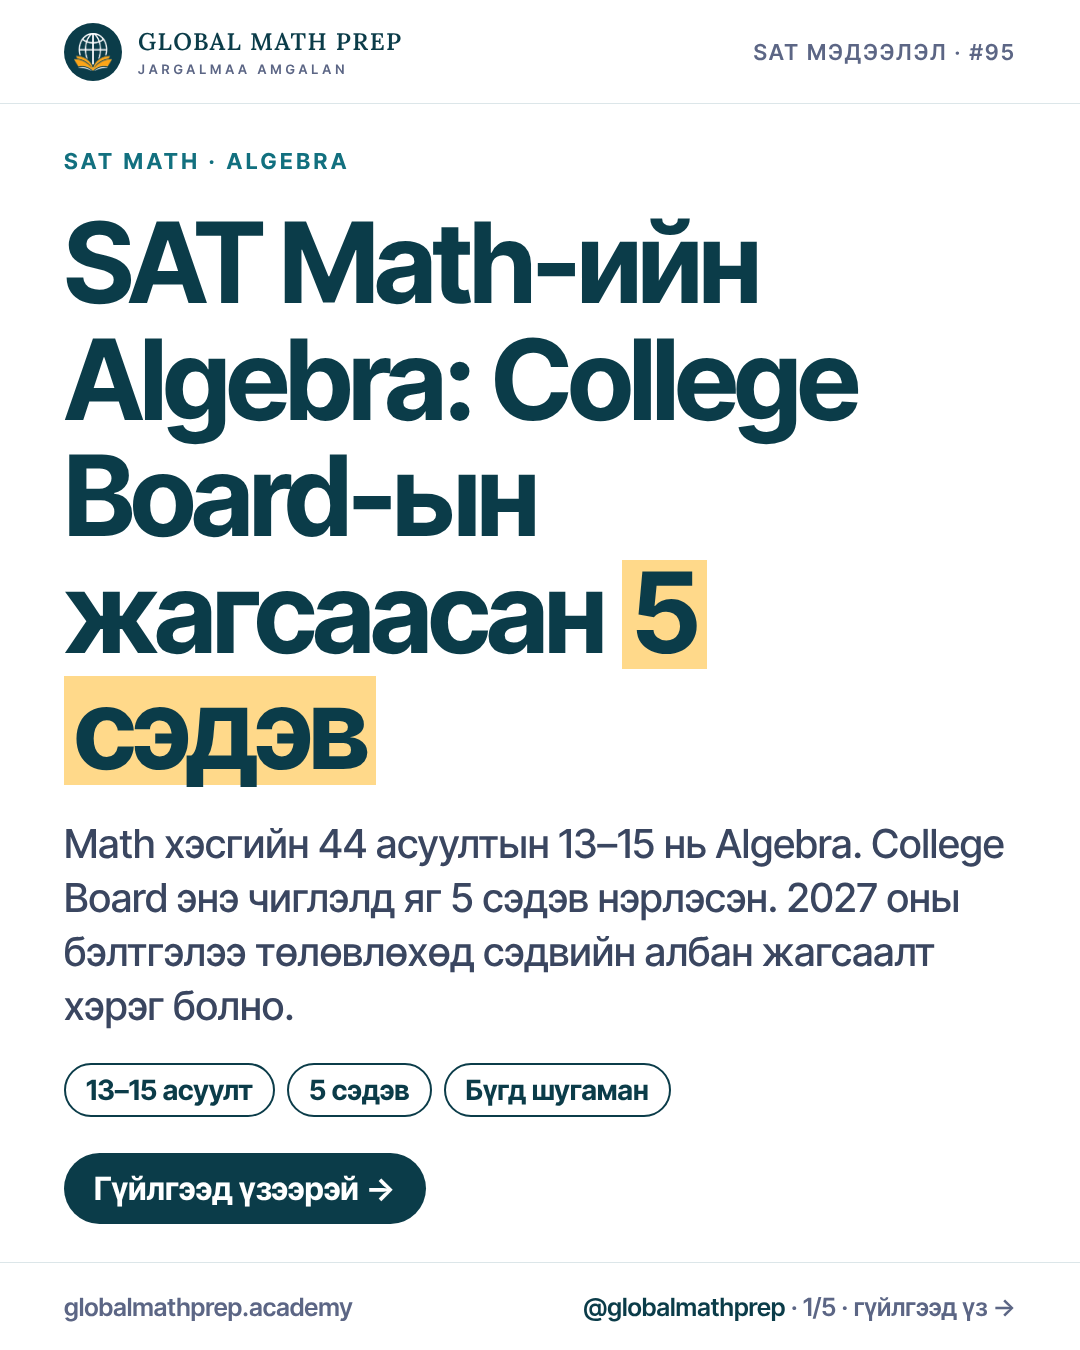 GLOBAL MATH PREP
JARGALMAA AMGALAN
SAT МЭДЭЭЛЭЛ · #95
SAT MATH · ALGEBRA
SAT Math-ийн
Algebra: College
Board-ын
жагсаасан 5
сэдэв
Math хэсгийн 44 асуултын 13–15 нь Algebra. College
Board энэ чиглэлд яг 5 сэдэв нэрлэсэн. 2027 оны
бэлтгэлээ төлөвлөхөд сэдвийн албан жагсаалт
хэрэг болно.
13–15 асуулт
5 сэдэв
Бүгд шугаман
Гүйлгээд үзээрэй →
globalmathprep.academy
@globalmathprep · 1/5 · гүйлгээд үз →